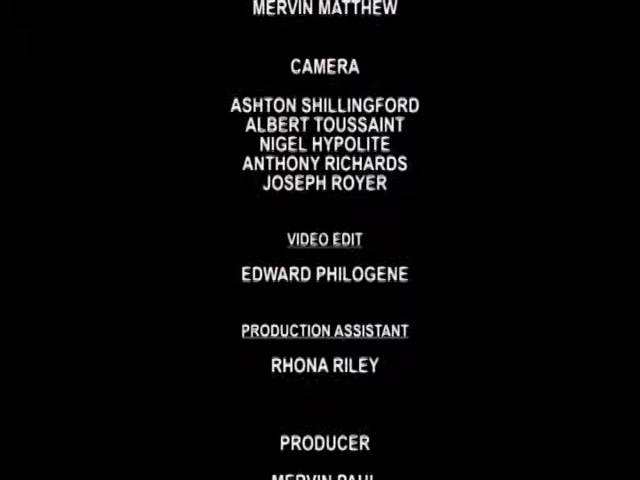 MERVIN MATTHEW
CAMERA
ASHTON SHILLINGFORD
ALBERT TOUSSAINT
NIGEL HYPOLITE
ANTHONY RICHARDS
JOSEPH ROYER
VIDEO EDIT
EDWARD PHILOGENE
PRODUCTION ASSISTANT
RHONA RILEY
PRODUCER
MERVIN